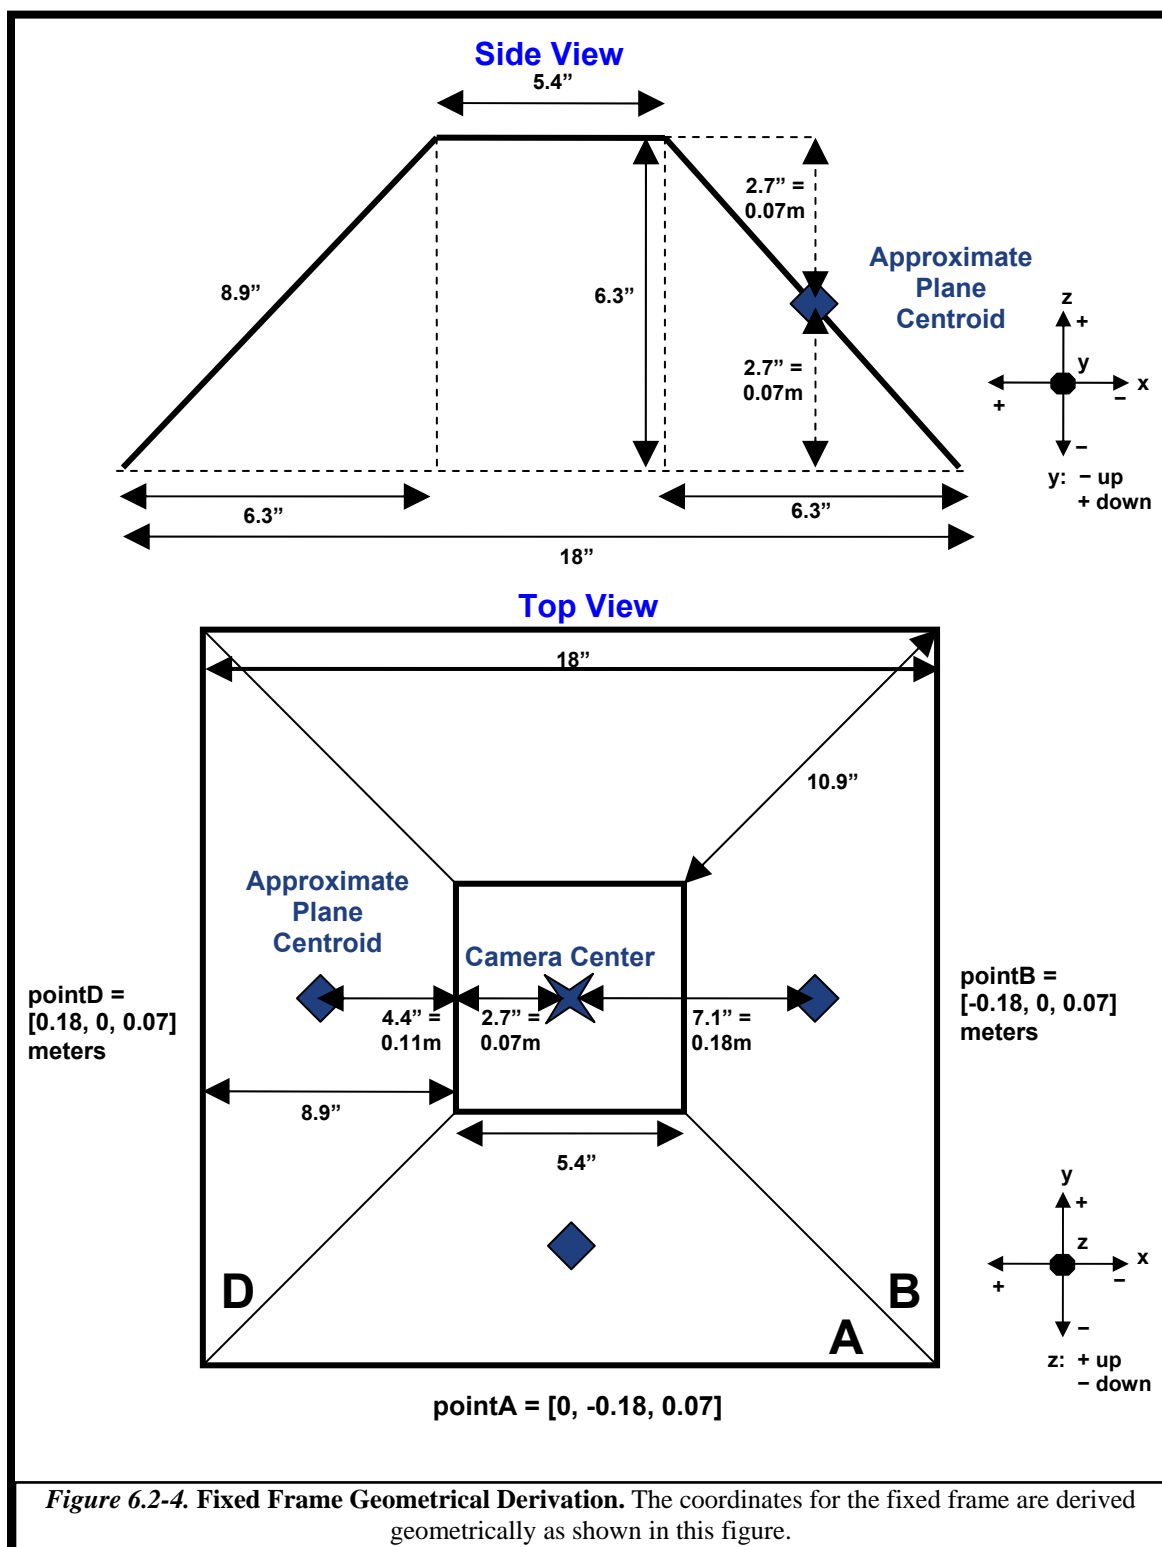 Side View
5.4”
2.7” =
0.07m
8.9”
6.3”
Approximate
Plane
Centroid
2.7” =
0.07m
z
+
y
x
+
−
−
y: − up
+ down
6.3”
6.3”
18”
Top View
18”
10.9”
Approximate
Plane
Centroid
Camera Center
pointD =
[0.18, 0, 0.07]
meters
4.4” =
0.11m
2.7” =
0.07m
7.1” =
0.18m
pointB =
[-0.18, 0, 0.07]
meters
8.9”
5.4”
y
+
z
x
+
−
−
z: + up
− down
D
B
A
pointA = [0, -0.18, 0.07]
Figure 6.2-4. Fixed Frame Geometrical Derivation. The coordinates for the fixed frame are derived
geometrically as shown in this figure.